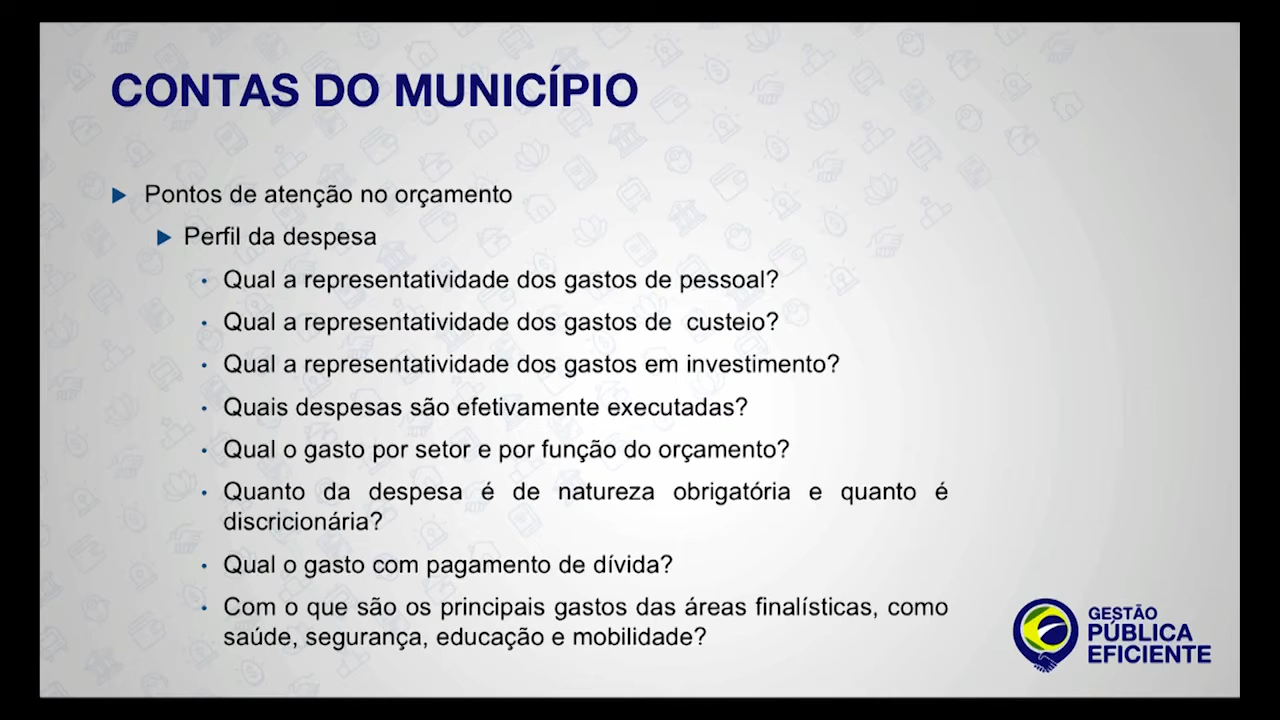 CONTAS DO MUNICÍPIO
Pontos de atenção no orçamento
Perfil da despesa
Qual a representatividade dos gastos de pessoal?
Qual a representatividade dos gastos de custeio?
Qual a representatividade dos gastos em investimento?
Quais despesas são efetivamente executadas?
Qual o gasto por setor e por função do orçamento?
Quanto da despesa é de natureza obrigatória e quanto é
discricionária?
Qual o gasto com pagamento de dívida?
Com o que são os principais gastos das áreas finalísticas, como
saúde, segurança, educação e mobilidade?
GESTÃO
PÚBLICA
EFICIENTE